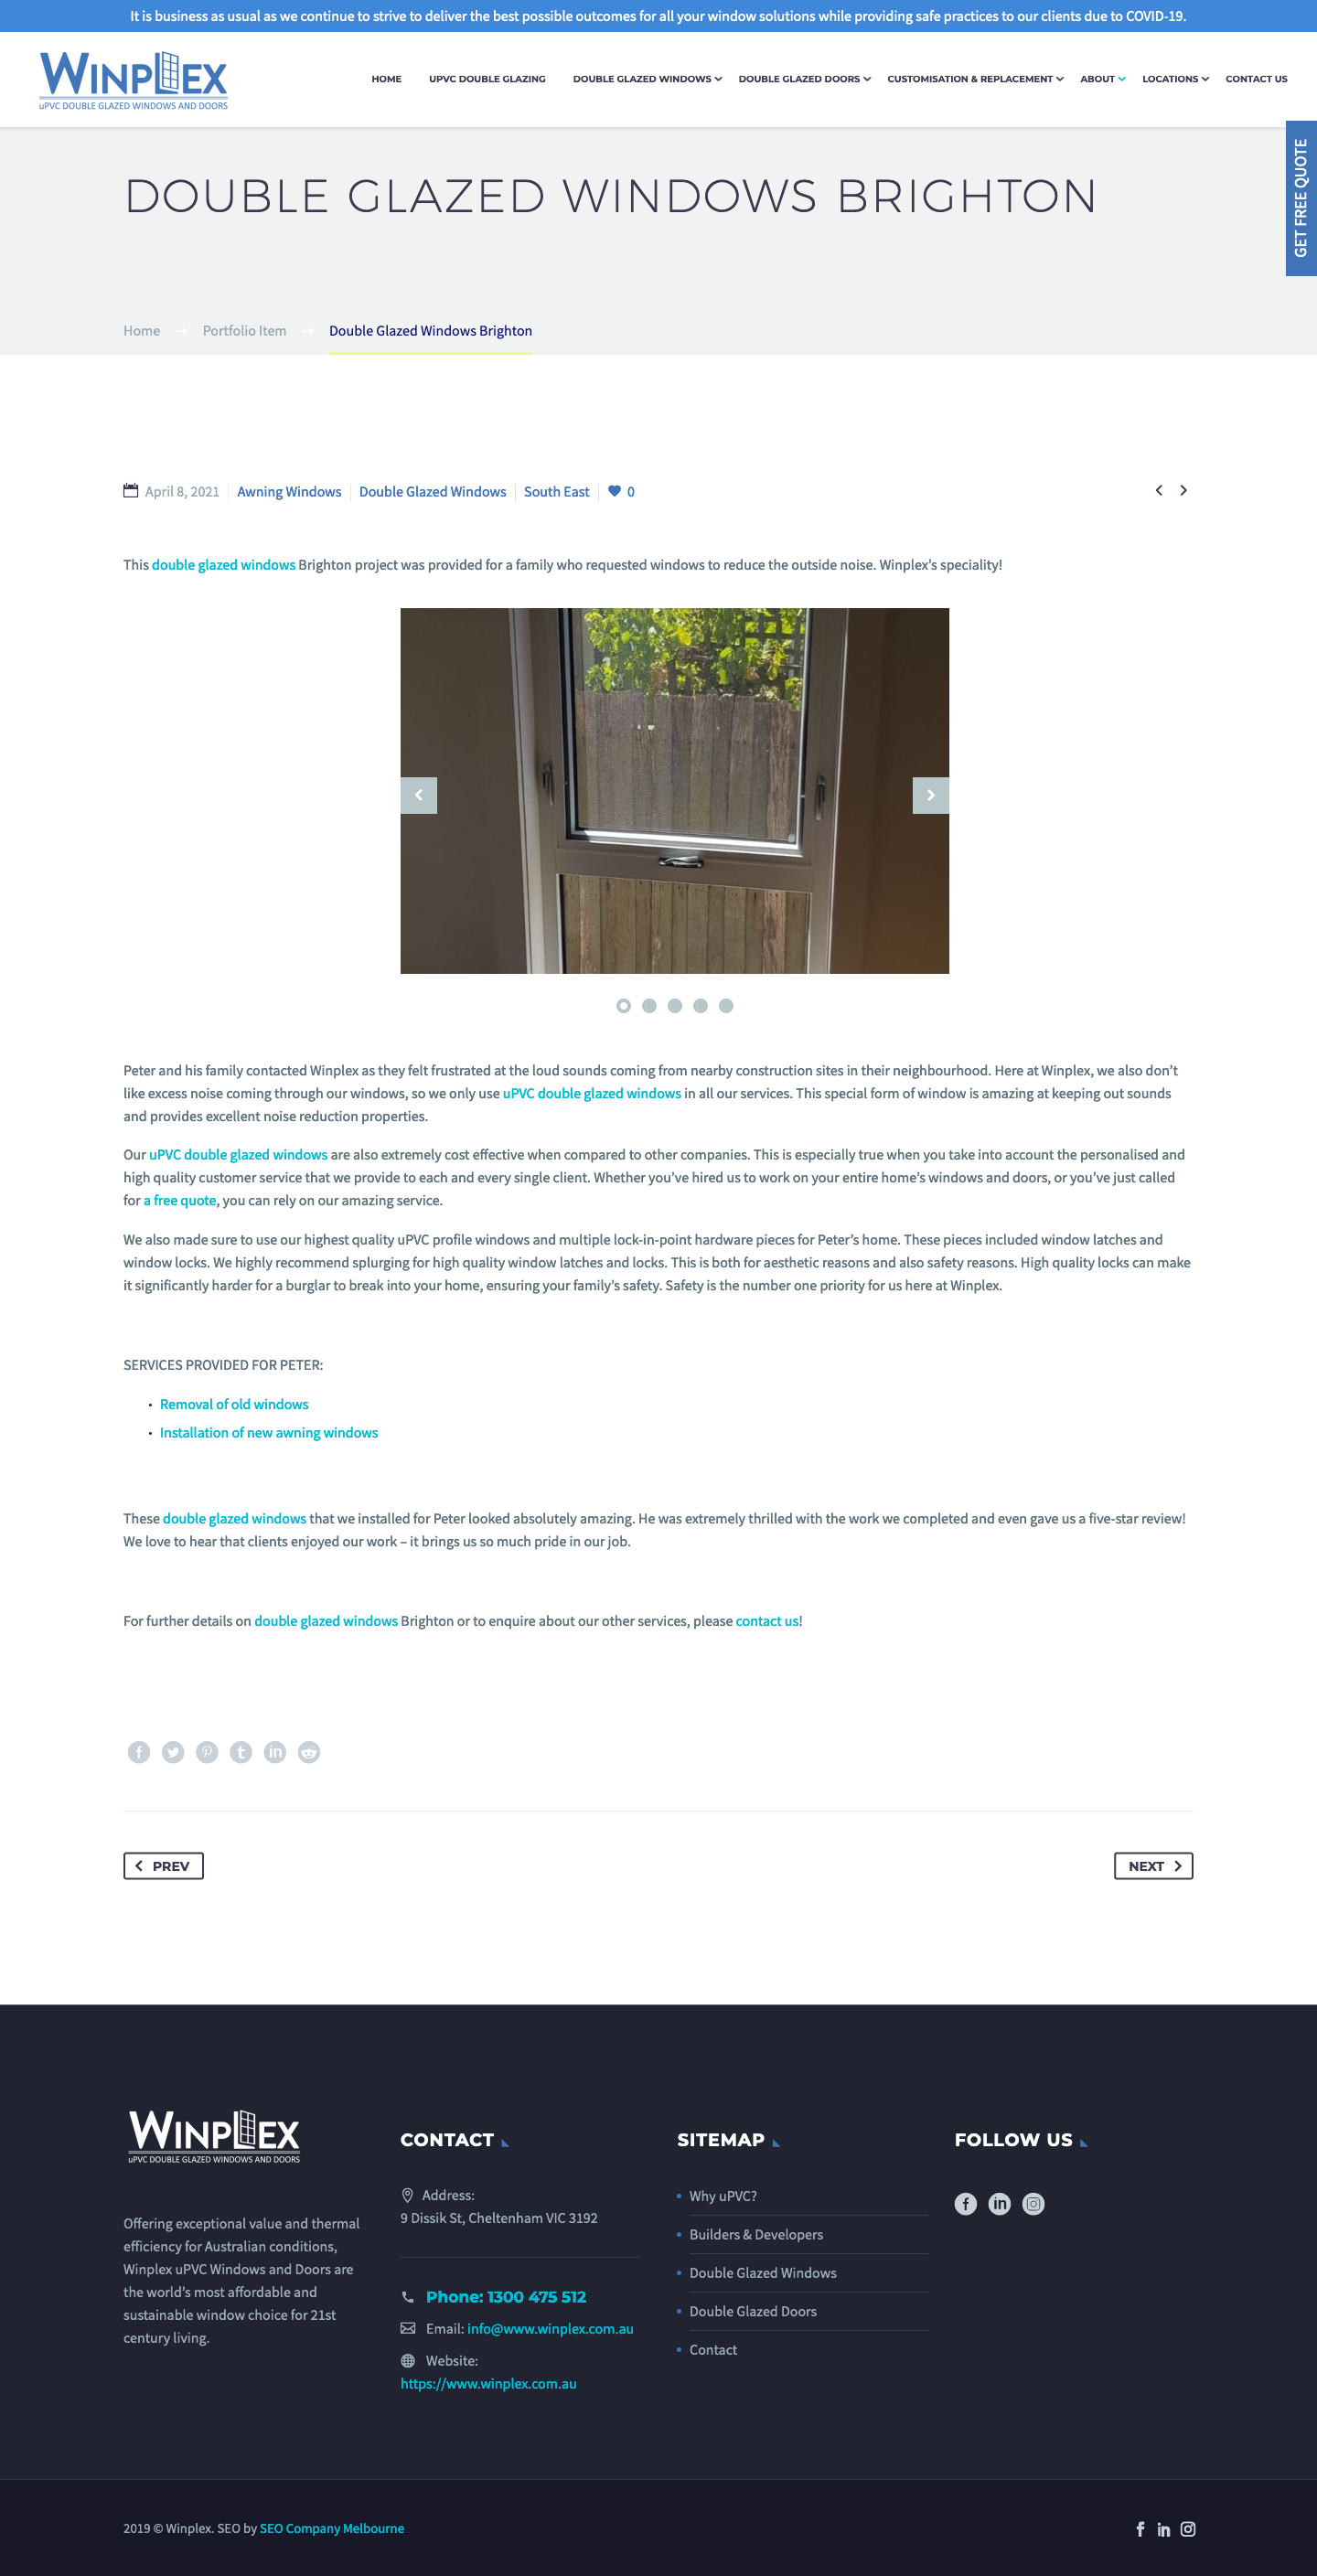 It is business as usual as we continue to strive to deliver the best possible outcomes for all your window solutions while providing safe practices to our clients due to COVID-19.
WINPLEX
uPVC DOUBLE GLAZED WINDOWS AND DOORS
HOME UPVC DOUBLE GLAZING DOUBLE GLAZED WINDOWS DOUBLE GLAZED DOORS CUSTOMISATION & REPLACEMENT ABOUT LOCATIONS CONTACT US
GET FREE QUOTE
DOUBLE GLAZED WINDOWS BRIGHTON
Home Portfolio Item Double Glazed Windows Brighton
April 8, 2021 Awning Windows Double Glazed Windows South East 0
This double glazed windows Brighton project was provided for a family who requested windows to reduce the outside noise. Winplex’s speciality!
Peter and his family contacted Winplex as they felt frustrated at the loud sounds coming from nearby construction sites in their neighbourhood. Here at Winplex, we also don’t
like excess noise coming through our windows, so we only use uPVC double glazed windows in all our services. This special form of window is amazing at keeping out sounds
and provides excellent noise reduction properties.
Our uPVC double glazed windows are also extremely cost effective when compared to other companies. This is especially true when you take into account the personalised and
high quality customer service that we provide to each and every single client. Whether you’ve hired us to work on your entire home’s windows and doors, or you’ve just called
for a free quote, you can rely on our amazing service.
We also made sure to use our highest quality uPVC profile windows and multiple lock-in-point hardware pieces for Peter’s home. These pieces included window latches and
window locks. We highly recommend splurging for high quality window latches and locks. This is both for aesthetic reasons and also safety reasons. High quality locks can make
it significantly harder for a burglar to break into your home, ensuring your family’s safety. Safety is the number one priority for us here at Winplex.
SERVICES PROVIDED FOR PETER:
• Removal of old windows
• Installation of new awning windows
These double glazed windows that we installed for Peter looked absolutely amazing. He was extremely thrilled with the work we completed and even gave us a five-star review!
We love to hear that clients enjoyed our work – it brings us so much pride in our job.
For further details on double glazed windows Brighton or to enquire about our other services, please contact us!
PREV
NEXT
WINPLEX
uPVC DOUBLE GLAZED WINDOWS AND DOORS
Offering exceptional value and thermal
efficiency for Australian conditions,
Winplex uPVC Windows and Doors are
the world’s most affordable and
sustainable window choice for 21st
century living.
CONTACT
Address:
9 Dissik St, Cheltenham VIC 3192
Phone: 1300 475 512
Email: info@www.winplex.com.au
Website:
https://www.winplex.com.au
SITEMAP
Why uPVC?
Builders & Developers
Double Glazed Windows
Double Glazed Doors
Contact
FOLLOW US
2019 © Winplex. SEO by SEO Company Melbourne